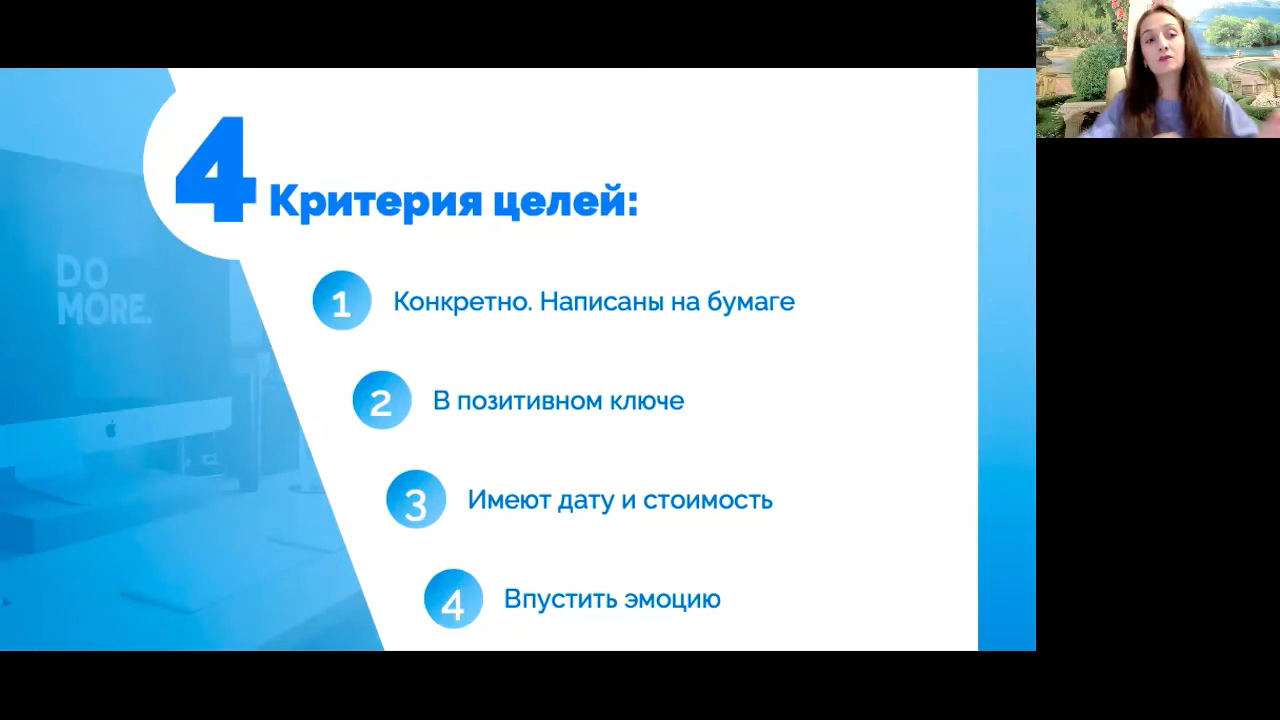 4 Критерия целей:
1 Конкретно. Написаны на бумаге
2 В позитивном ключе
3 Имеют дату и стоимость
4 Впустить эмоцию
DO
MORE.